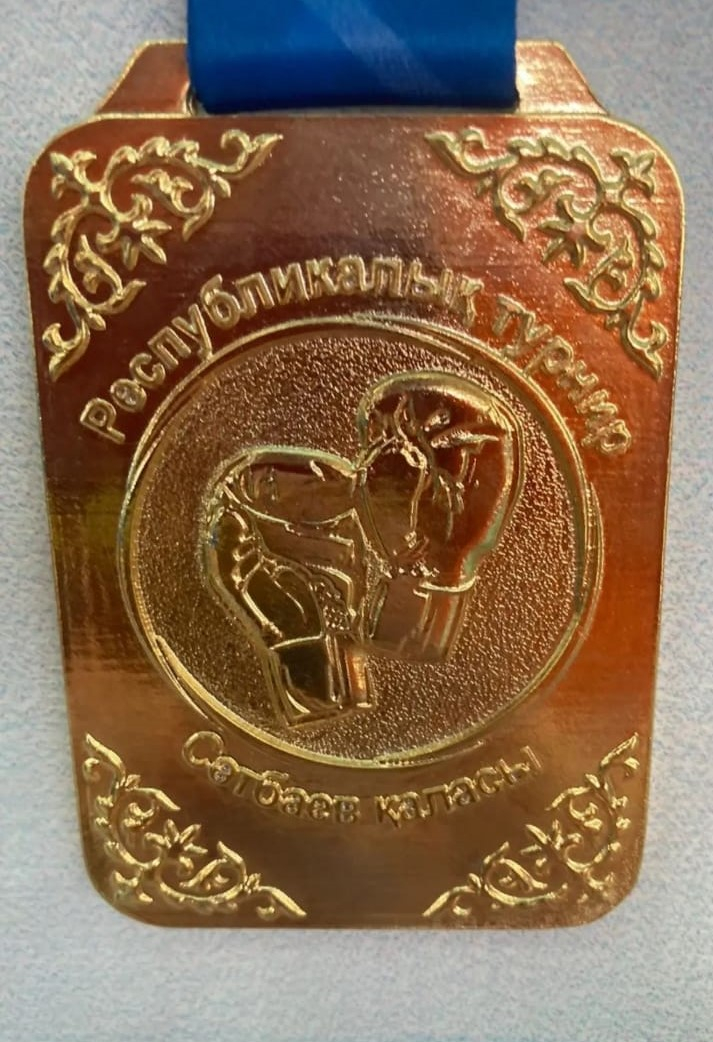 Республикалық турнир
Сәтбаев қаласы